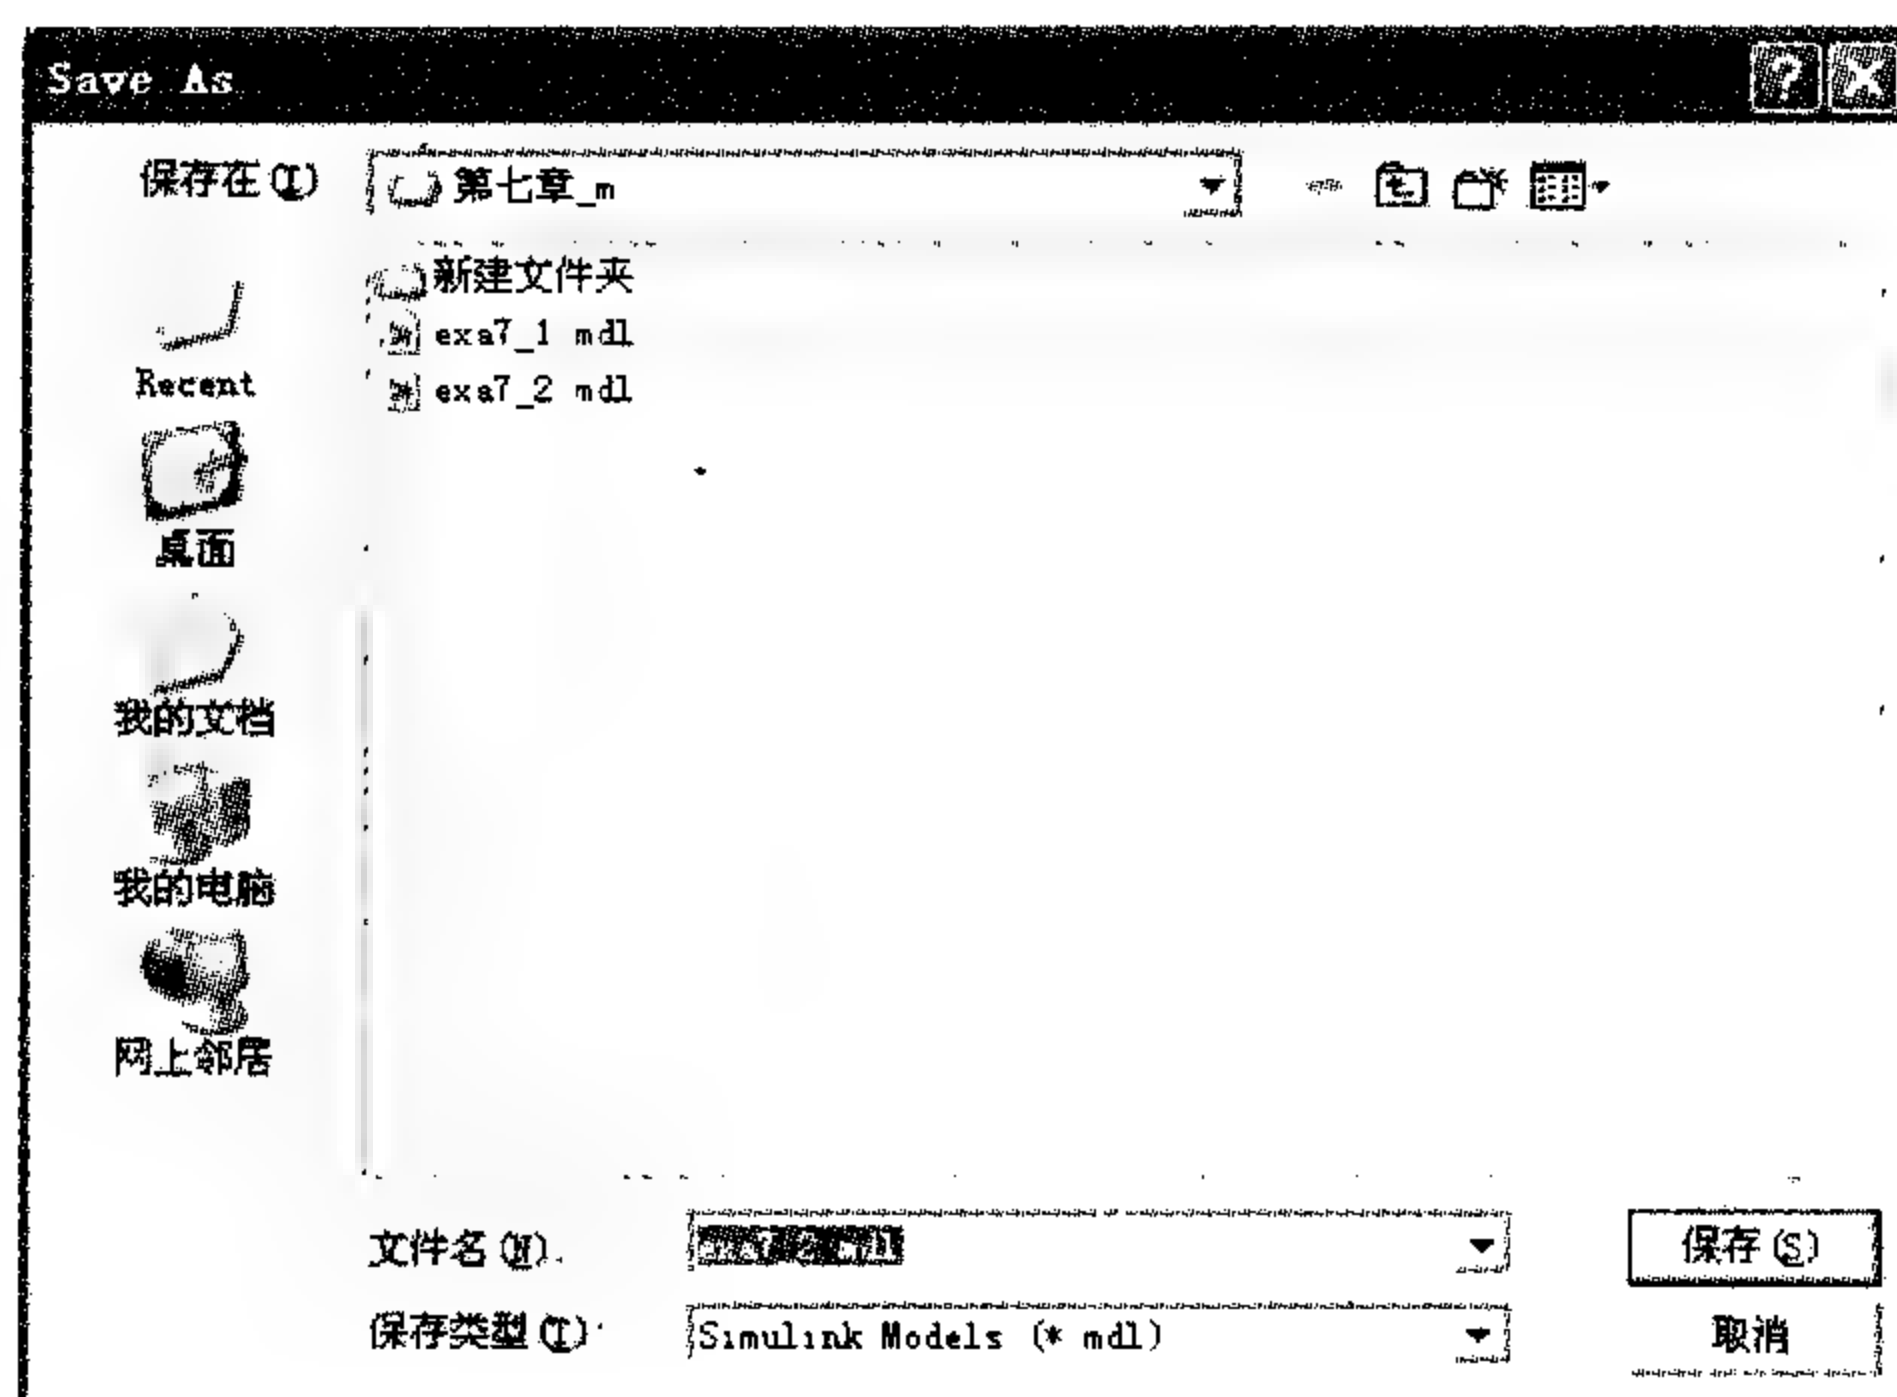 Save As
保存在(I)
第七章_m
新建文件夹
exa7_1 mdl
exa7_2 mdl
Recent
桌面
我的文档
我的电脑
网上邻居
文件名(N).
保存(S)
保存类型(T)
Simulink Models (* mdl)
取消